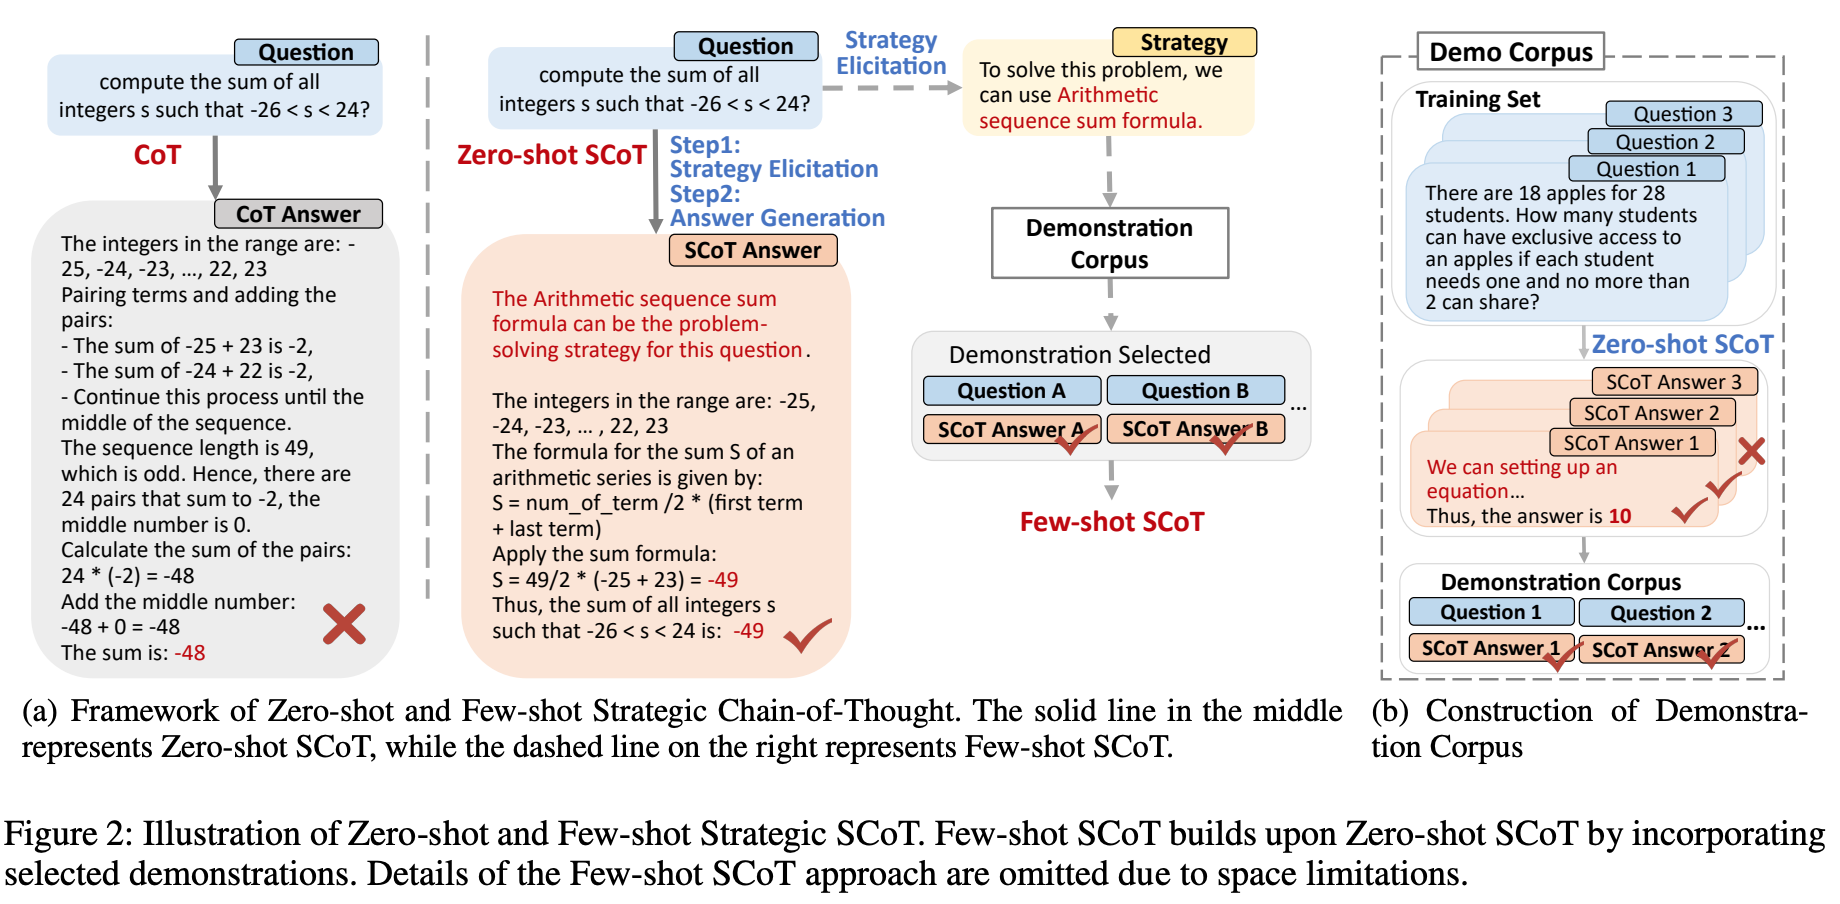 Question
compute the sum of all
integers s such that -26 < s < 24?
CoT
CoT Answer
The integers in the range are: -
25, -24, -23, ..., 22, 23
Pairing terms and adding the
pairs:
- The sum of -25 + 23 is -2,
- The sum of -24 + 22 is -2,
- Continue this process until the
middle of the sequence.
The sequence length is 49,
which is odd. Hence, there are
24 pairs that sum to -2, the
middle number is 0.
Calculate the sum of the pairs:
24 * (-2) = -48
Add the middle number:
-48 + 0 = -48
The sum is: -48
Question
compute the sum of all
integers s such that -26 < s < 24?
Zero-shot SCoT
Step1:
Strategy Elicitation
Step2:
Answer Generation
SCoT Answer
The Arithmetic sequence sum
formula can be the problem-
solving strategy for this question.
The integers in the range are: -25,
-24, -23, ... , 22, 23
The formula for the sum S of an
arithmetic series is given by:
S = num_of_term /2 * (first term
+ last term)
Apply the sum formula:
S = 49/2 * (-25 + 23) = -49
Thus, the sum of all integers s
such that -26 < s < 24 is: -49
Strategy
Elicitation
Strategy
To solve this problem, we
can use Arithmetic
sequence sum formula.
Demonstration
Corpus
Demonstration Selected
Question A
Question B
SCoT Answer A
SCoT Answer B
...
Few-shot SCoT
Demo Corpus
Training Set
Question 3
Question 2
Question 1
There are 18 apples for 28
students. How many students
can have exclusive access to
an apples if each student
needs one and no more than
2 can share?
Zero-shot SCoT
SCoT Answer 3
SCoT Answer 2
SCoT Answer 1
We can setting up an
equation...
Thus, the answer is 10
Demonstration Corpus
Question 1
Question 2
...
SCoT Answer 1
SCoT Answer 2
(a) Framework of Zero-shot and Few-shot Strategic Chain-of-Thought. The solid line in the middle
represents Zero-shot SCoT, while the dashed line on the right represents Few-shot SCoT.
(b) Construction of Demonstra-
tion Corpus
Figure 2: Illustration of Zero-shot and Few-shot Strategic SCoT. Few-shot SCoT builds upon Zero-shot SCoT by incorporating
selected demonstrations. Details of the Few-shot SCoT approach are omitted due to space limitations.